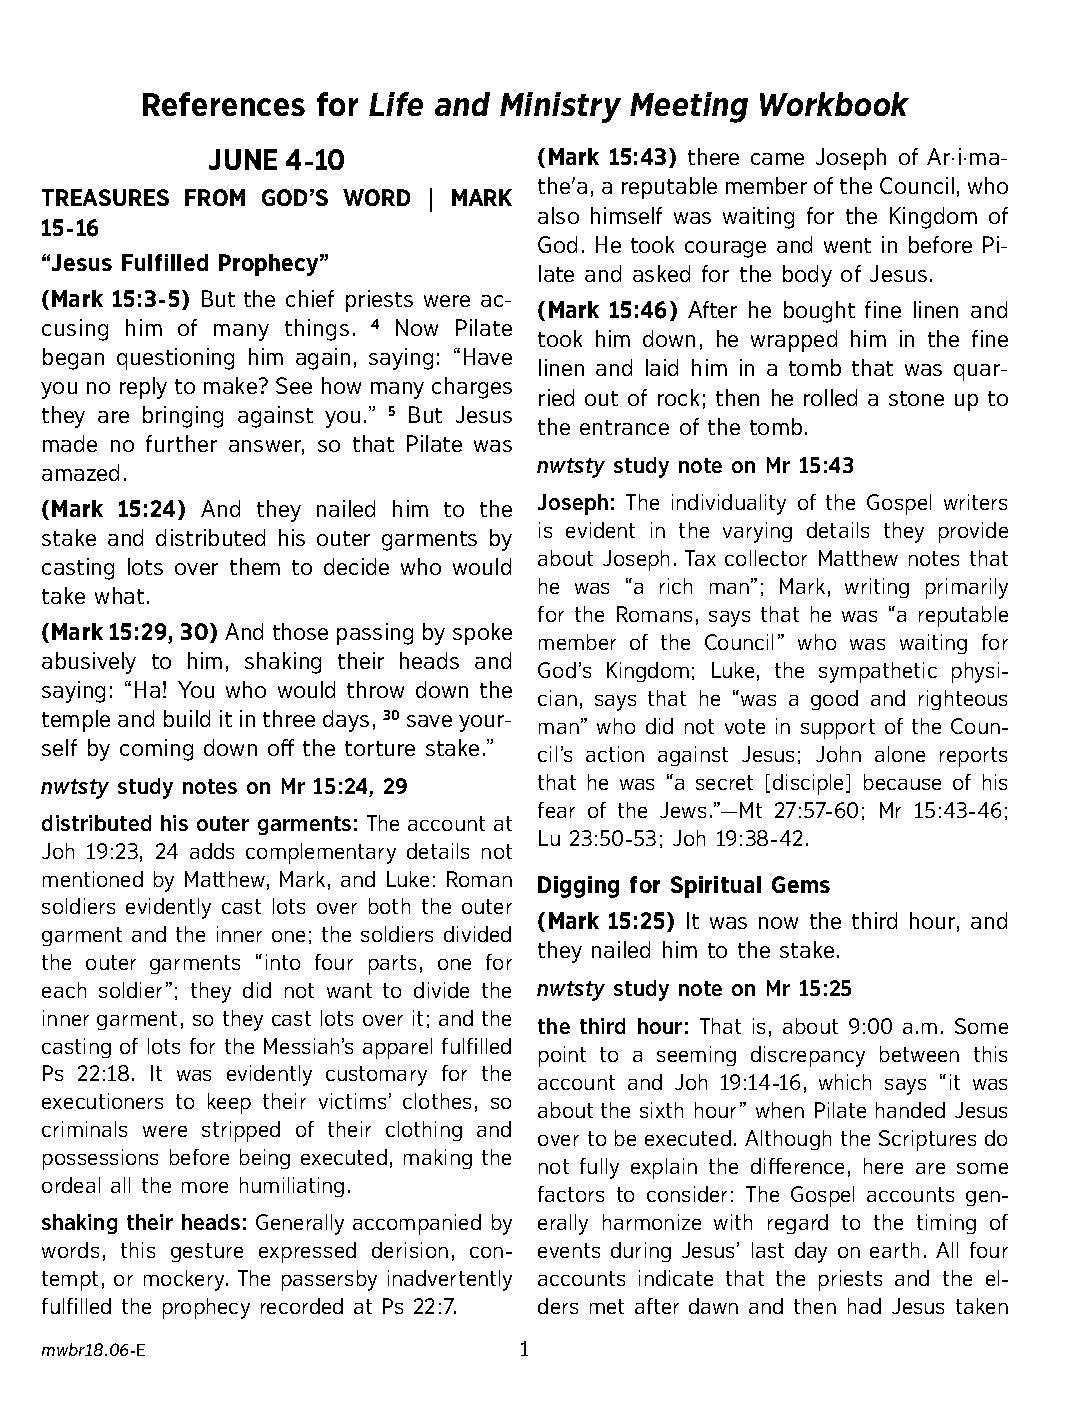 References for Life and Ministry Meeting Workbook
JUNE 4-10
TREASURES FROM GOD’S WORD | MARK
15-16
“Jesus Fulfilled Prophecy”
(Mark 15:3-5) But the chief priests were ac-
cusing him of many things. ⁴ Now Pilate
began questioning him again, saying: “Have
you no reply to make? See how many charges
they are bringing against you.” ⁵ But Jesus
made no further answer, so that Pilate was
amazed.
(Mark 15:24) And they nailed him to the
stake and distributed his outer garments by
casting lots over them to decide who would
take what.
(Mark 15:29, 30) And those passing by spoke
abusively to him, shaking their heads and
saying: “Ha! You who would throw down the
temple and build it in three days, ³⁰ save your-
self by coming down off the torture stake.”
nwtsty study notes on Mr 15:24, 29
distributed his outer garments: The account at
Joh 19:23, 24 adds complementary details not
mentioned by Matthew, Mark, and Luke: Roman
soldiers evidently cast lots over both the outer
garment and the inner one; the soldiers divided
the outer garments “into four parts, one for
each soldier”; they did not want to divide the
inner garment, so they cast lots over it; and the
casting of lots for the Messiah’s apparel fulfilled
Ps 22:18. It was evidently customary for the
executioners to keep their victims’ clothes, so
criminals were stripped of their clothing and
possessions before being executed, making the
ordeal all the more humiliating.
shaking their heads: Generally accompanied by
words, this gesture expressed derision, con-
tempt, or mockery. The passersby inadvertently
fulfilled the prophecy recorded at Ps 22:7.
(Mark 15:43) there came Joseph of Ar·i·ma-
the′a, a reputable member of the Council, who
also himself was waiting for the Kingdom of
God. He took courage and went in before Pi-
late and asked for the body of Jesus.
(Mark 15:46) After he bought fine linen and
took him down, he wrapped him in the fine
linen and laid him in a tomb that was quar-
ried out of rock; then he rolled a stone up to
the entrance of the tomb.
nwtsty study note on Mr 15:43
Joseph: The individuality of the Gospel writers
is evident in the varying details they provide
about Joseph. Tax collector Matthew notes that
he was “a rich man”; Mark, writing primarily
for the Romans, says that he was “a reputable
member of the Council” who was waiting for
God’s Kingdom; Luke, the sympathetic physi-
cian, says that he “was a good and righteous
man” who did not vote in support of the Coun-
cil’s action against Jesus; John alone reports
that he was “a secret [disciple] because of his
fear of the Jews.”—Mt 27:57-60; Mr 15:43-46;
Lu 23:50-53; Joh 19:38-42.
Digging for Spiritual Gems
(Mark 15:25) It was now the third hour, and
they nailed him to the stake.
nwtsty study note on Mr 15:25
the third hour: That is, about 9:00 a.m. Some
point to a seeming discrepancy between this
account and Joh 19:14-16, which says “it was
about the sixth hour” when Pilate handed Jesus
over to be executed. Although the Scriptures do
not fully explain the difference, here are some
factors to consider: The Gospel accounts gen-
erally harmonize with regard to the timing of
events during Jesus’ last day on earth. All four
accounts indicate that the priests and the el-
ders met after dawn and then had Jesus taken
mwbr18.06-E
1